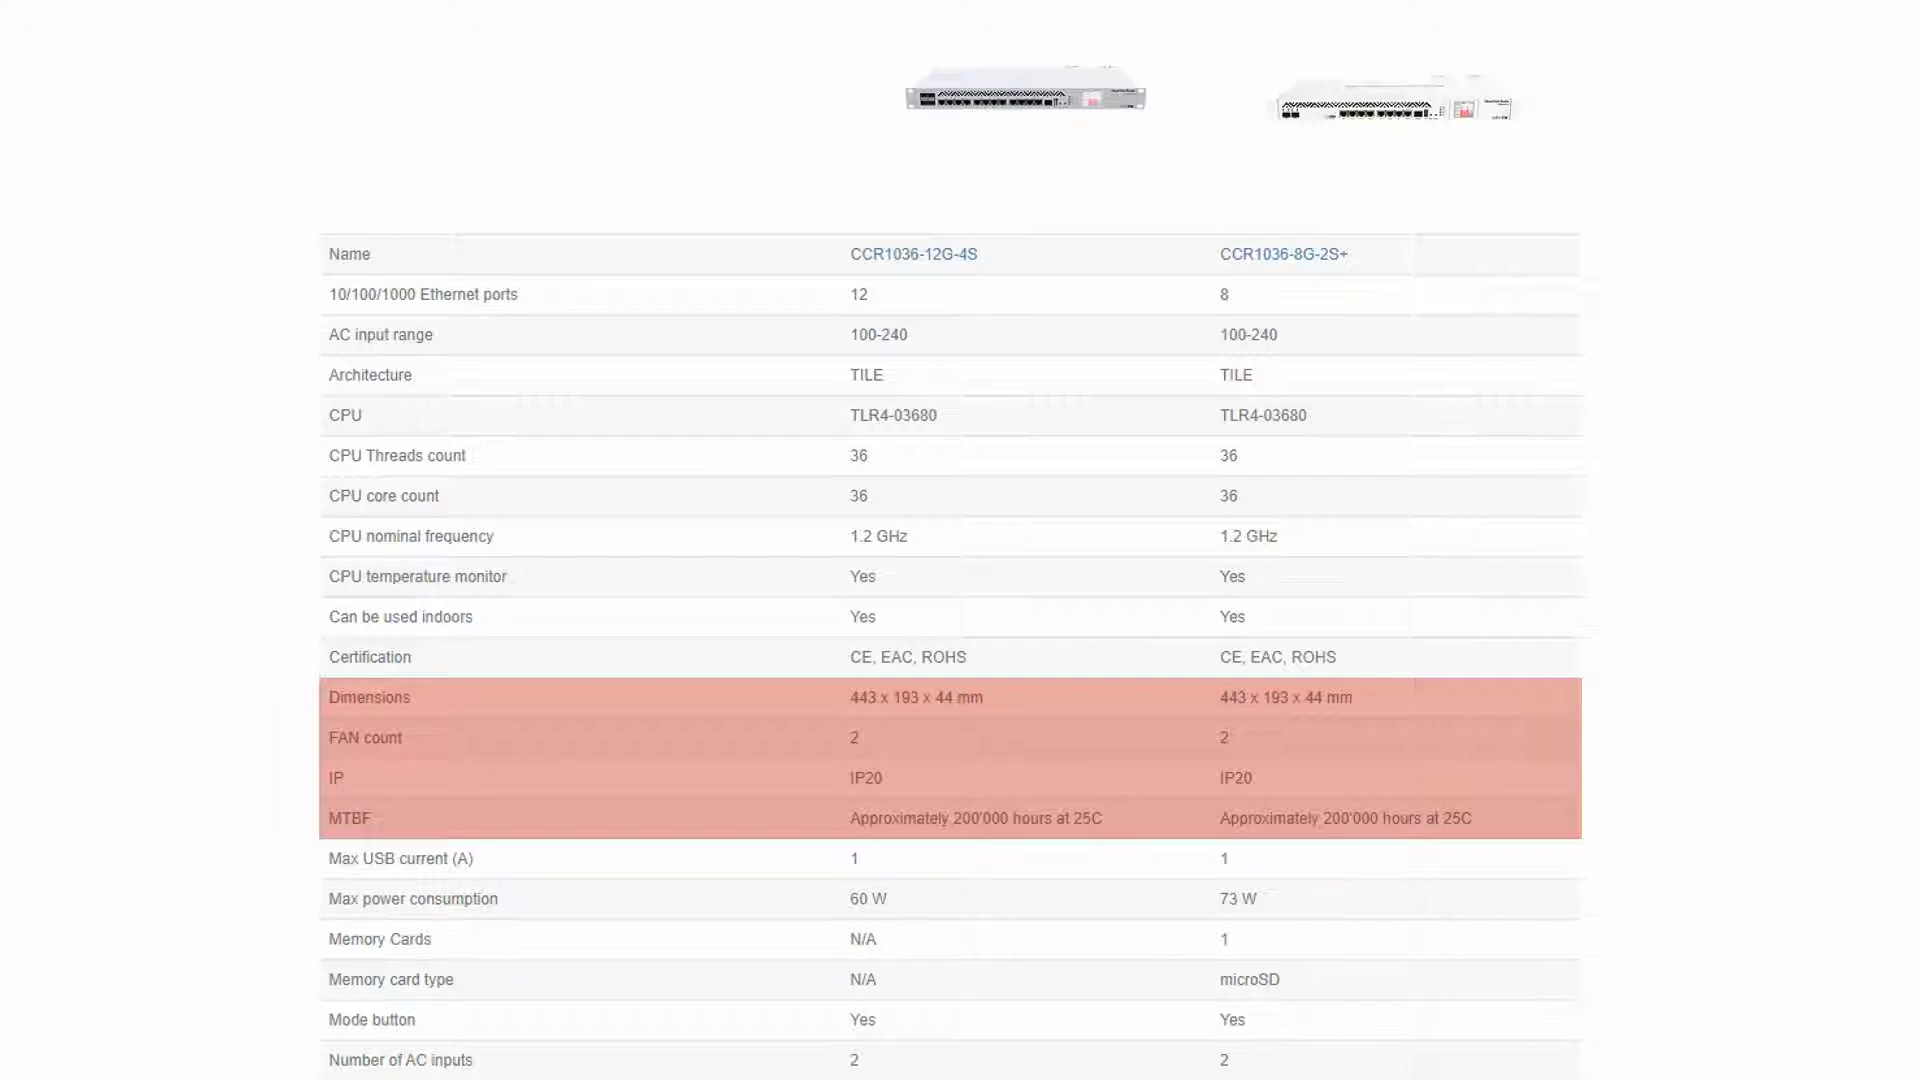 Name CCR1036-12G-4S CCR1036-8G-2S+
10/100/1000 Ethernet ports 12 8
AC input range 100-240 100-240
Architecture TILE TILE
CPU TLR4-03680 TLR4-03680
CPU Threads count 36 36
CPU core count 36 36
CPU nominal frequency 1.2 GHz 1.2 GHz
CPU temperature monitor Yes Yes
Can be used indoors Yes Yes
Certification CE, EAC, ROHS CE, EAC, ROHS
Dimensions 443 x 193 x 44 mm 443 x 193 x 44 mm
FAN count 2 2
IP IP20 IP20
MTBF Approximately 200'000 hours at 25C Approximately 200'000 hours at 25C
Max USB current (A) 1 1
Max power consumption 60 W 73 W
Memory Cards N/A 1
Memory card type N/A microSD
Mode button Yes Yes
Number of AC inputs 2 2